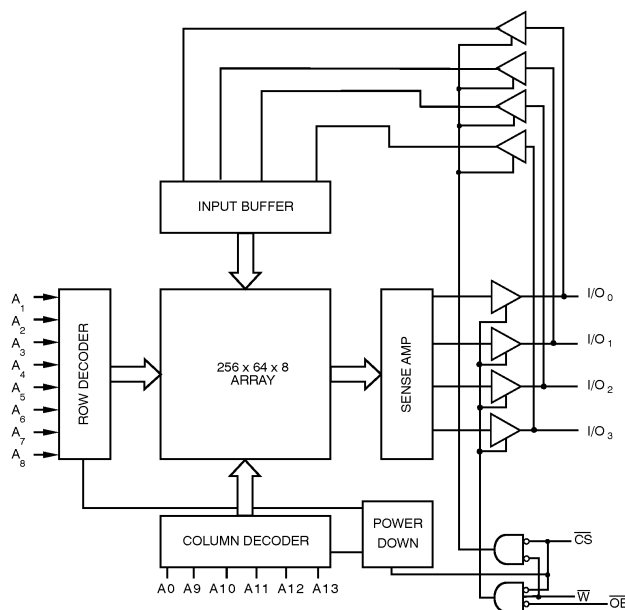 INPUT BUFFER
A1
A2
A3
A4
A5
A6
A7
A8
ROW DECODER
256 x 64 x 8
ARRAY
SENSE AMP
I/O0
I/O1
I/O2
I/O3
COLUMN DECODER
POWER
DOWN
A0 A9 A10 A11 A12 A13
CS
W
OE